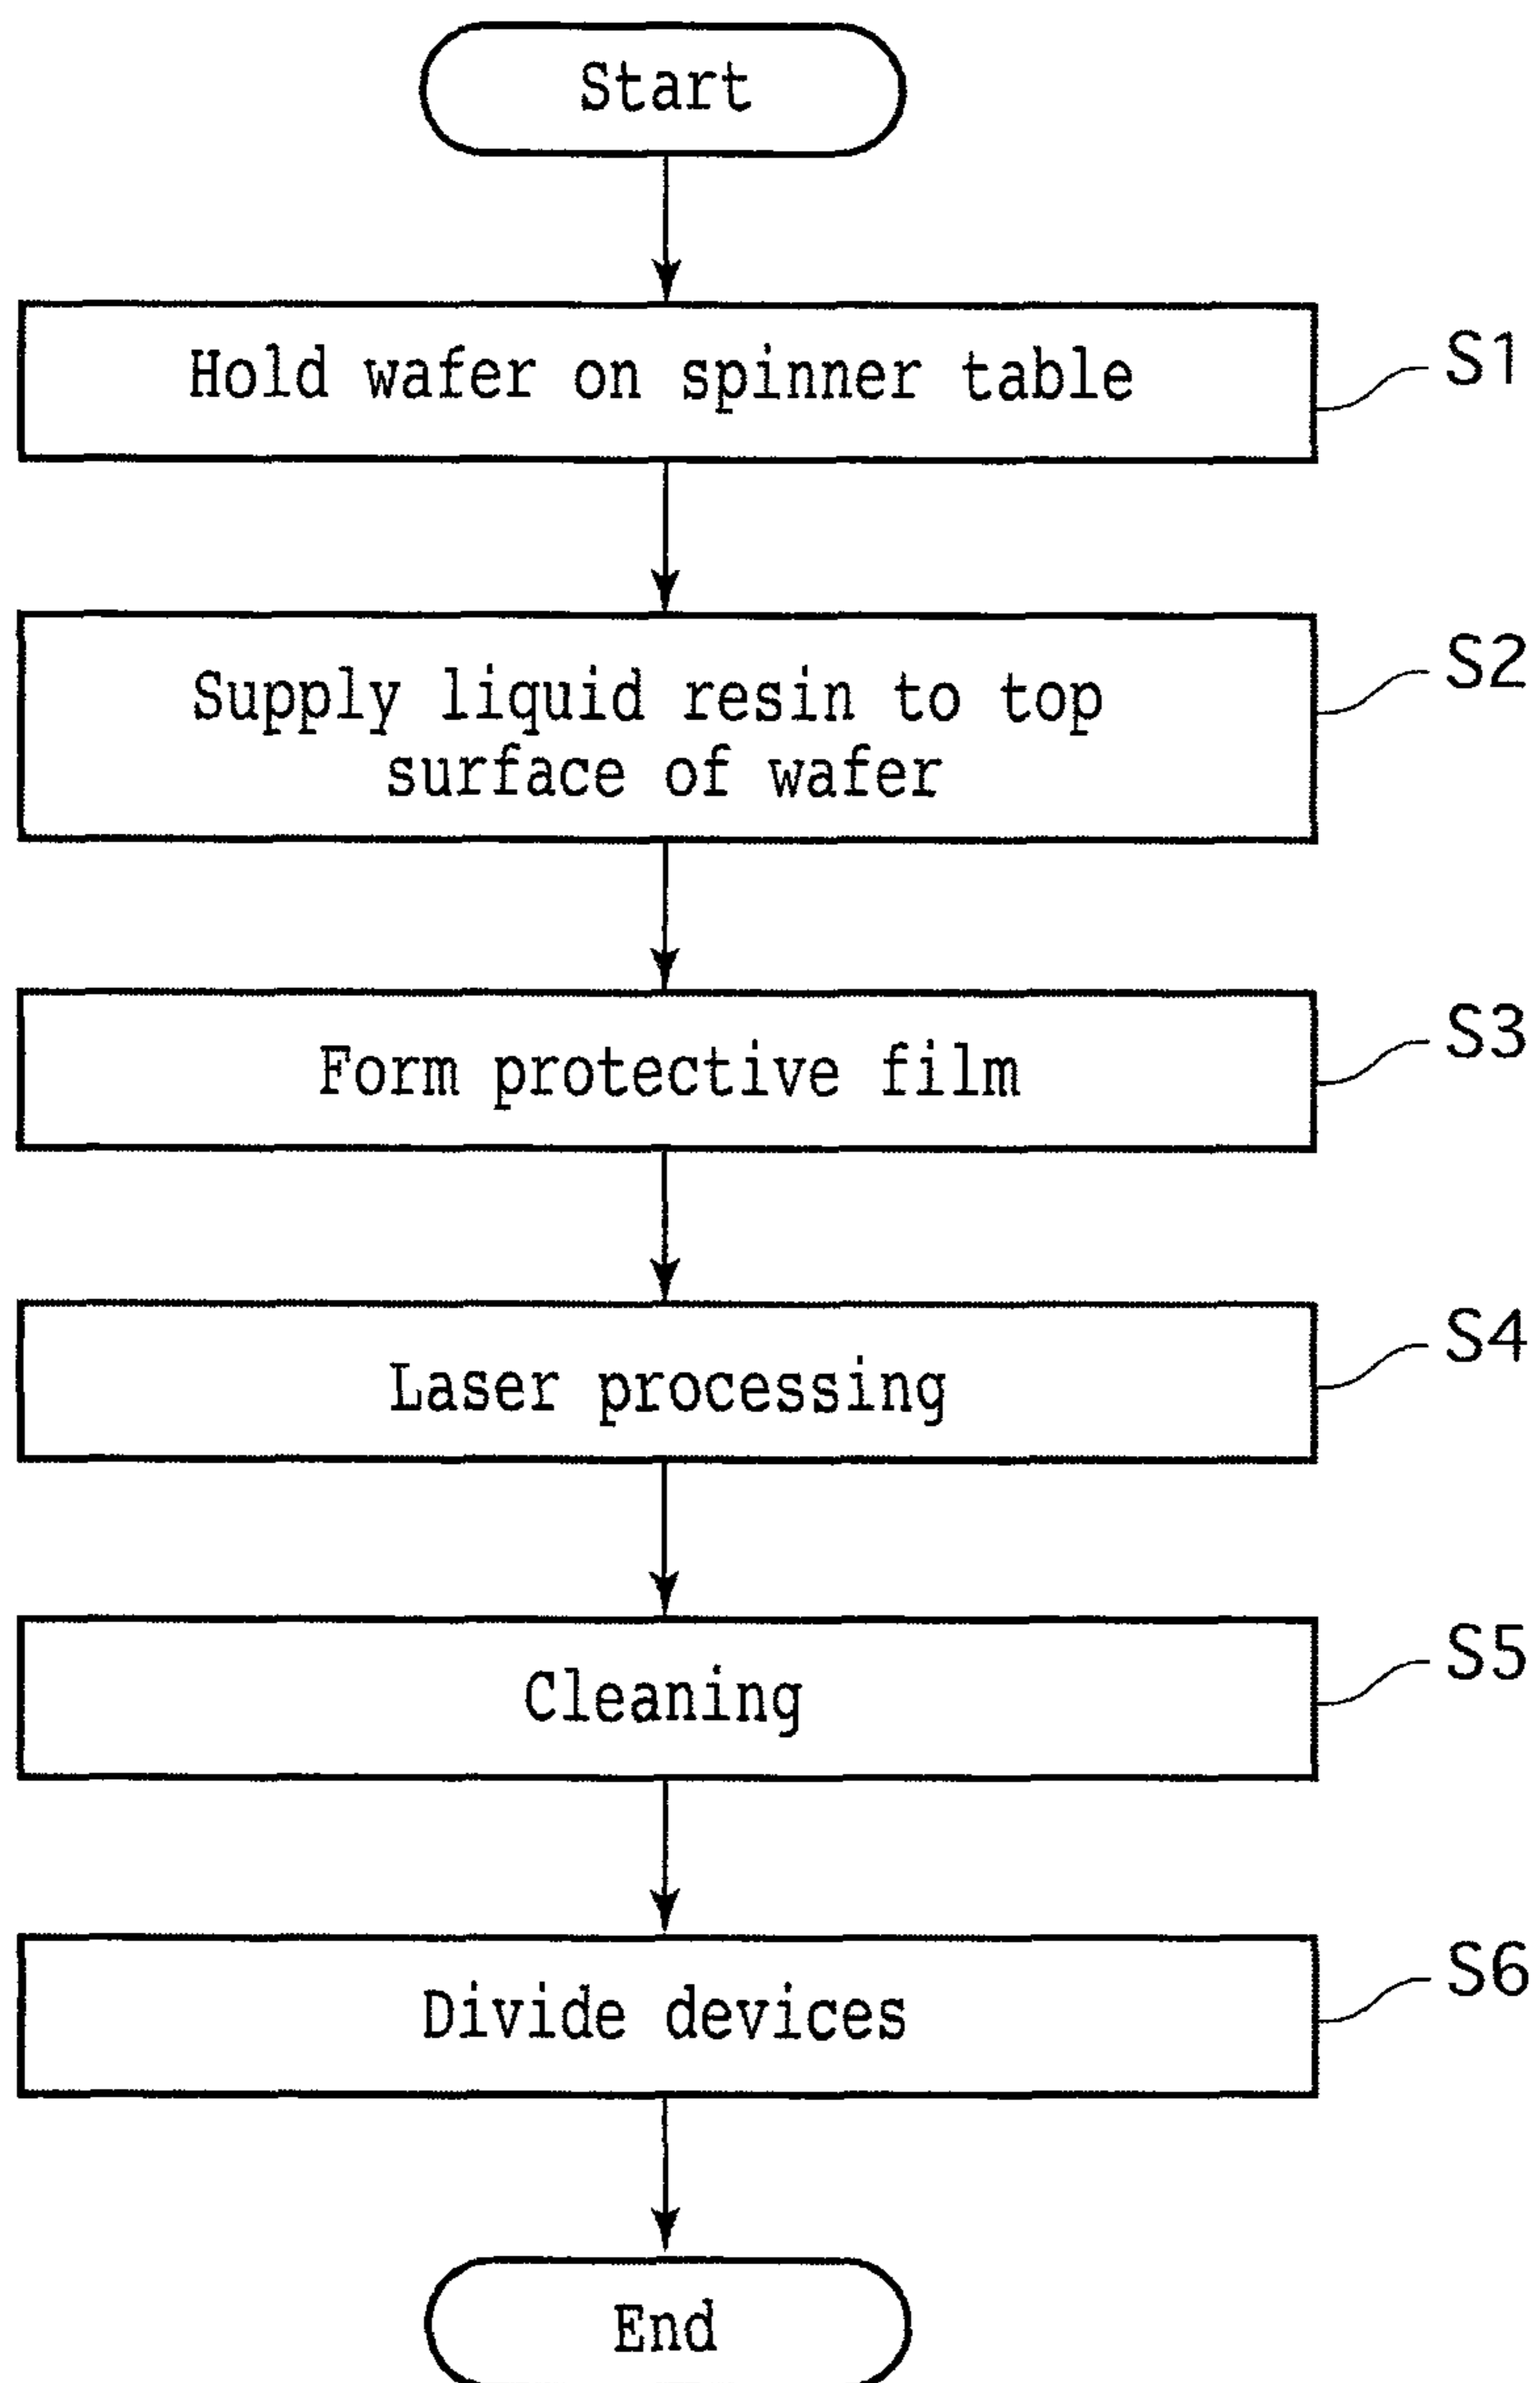 Start
Hold wafer on spinner table
S1
Supply liquid resin to top
surface of wafer
S2
Form protective film
S3
Laser processing
S4
Cleaning
S5
Divide devices
S6
End